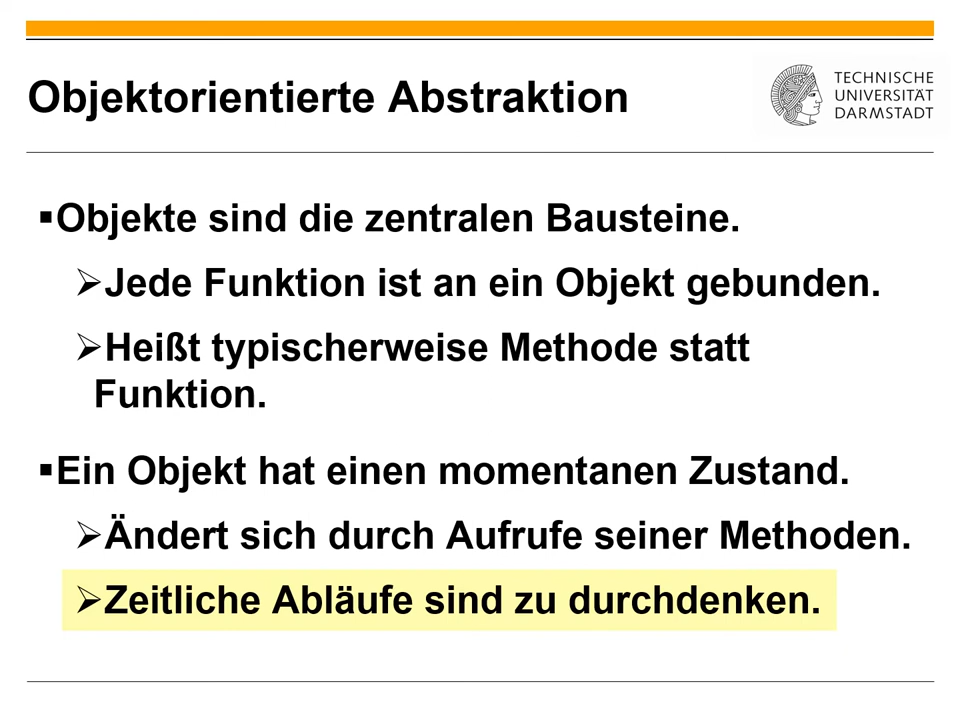 Objektorientierte Abstraktion
TECHNISCHE
UNIVERSITÄT
DARMSTADT
▪Objekte sind die zentralen Bausteine.
➢Jede Funktion ist an ein Objekt gebunden.
➢Heißt typischerweise Methode statt
Funktion.
▪Ein Objekt hat einen momentanen Zustand.
➢Ändert sich durch Aufrufe seiner Methoden.
➢Zeitliche Abläufe sind zu durchdenken.